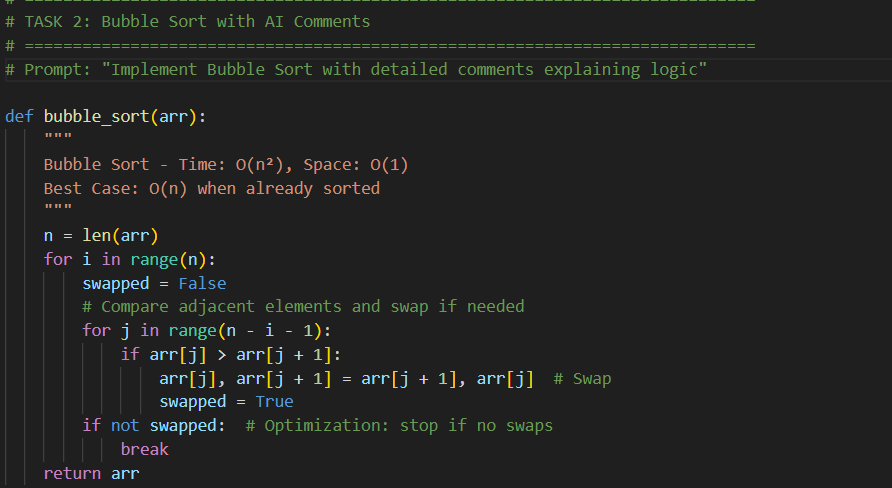 # ============================================================================
# TASK 2: Bubble Sort with AI Comments
# ============================================================================
# Prompt: "Implement Bubble Sort with detailed comments explaining logic"

def bubble_sort(arr):
    """
    Bubble Sort - Time: O(n²), Space: O(1)
    Best Case: O(n) when already sorted
    """
    n = len(arr)
    for i in range(n):
        swapped = False
        # Compare adjacent elements and swap if needed
        for j in range(n - i - 1):
            if arr[j] > arr[j + 1]:
                arr[j], arr[j + 1] = arr[j + 1], arr[j]  # Swap
                swapped = True
        if not swapped:  # Optimization: stop if no swaps
            break
    return arr